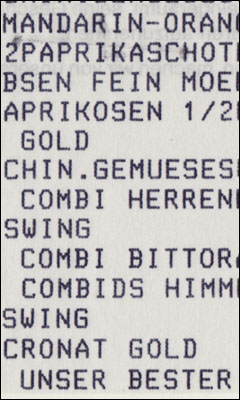 MANDARIN-ORAN
2PAPRIKASCHOT
BSEN FEIN MOE
APRIKOSEN 1/2
GOLD
CHIN.GEMUESES
COMBI HERREN
SWING
COMBI BITTOR
COMBIDS HIMM
SWING
CRONAT GOLD
UNSER BESTER